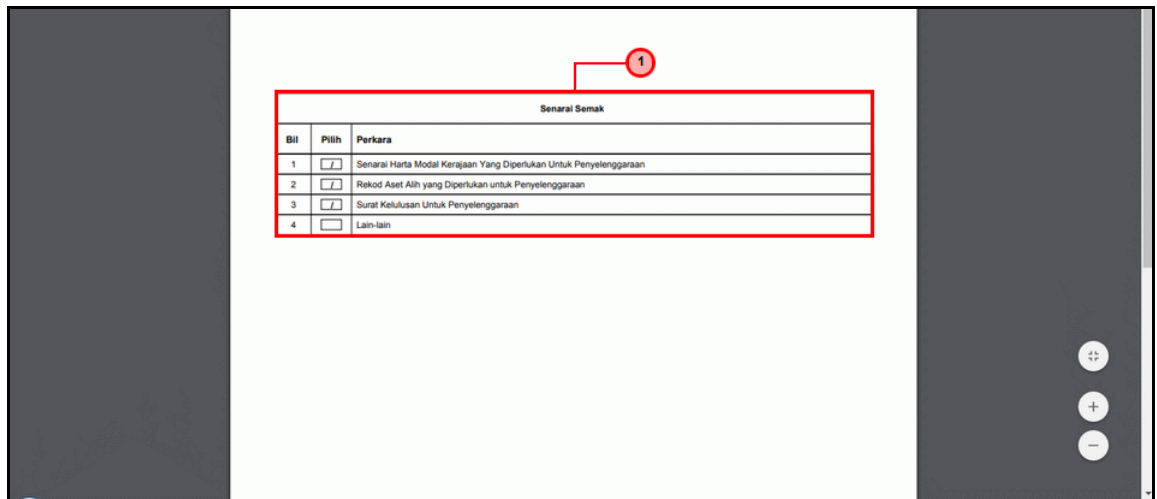 1
Senarai Semak
Bil Pilih Perkara
1 / Senarai Harta Modal Kerajaan Yang Diperlukan Untuk Penyelenggaraan
2 / Rekod Aset Alih yang Diperlukan untuk Penyelenggaraan
3 / Surat Kelulusan Untuk Penyelenggaraan
4 Lain-lain